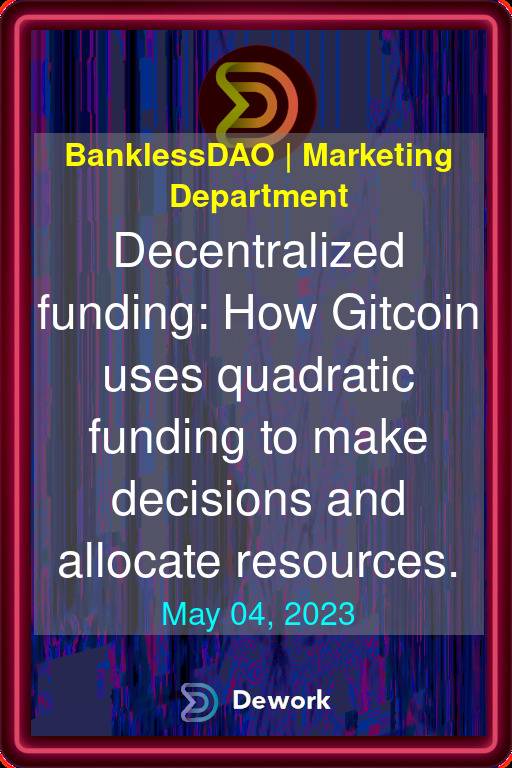 BanklessDAO | Marketing
Department
Decentralized
funding: How Gitcoin
uses quadratic
funding to make
decisions and
allocate resources.
May 04, 2023
Dework